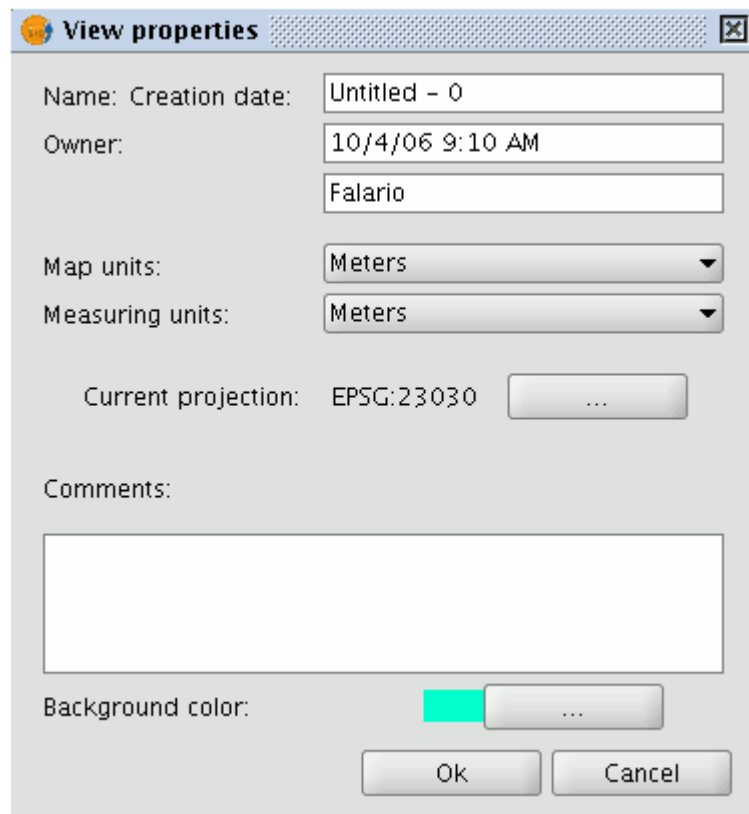 View properties
Name: Creation date: Untitled - 0
Owner: 10/4/06 9:10 AM
Falario
Map units: Meters
Measuring units: Meters
Current projection: EPSG:23030 ...
Comments:
Background color: ...
Ok Cancel